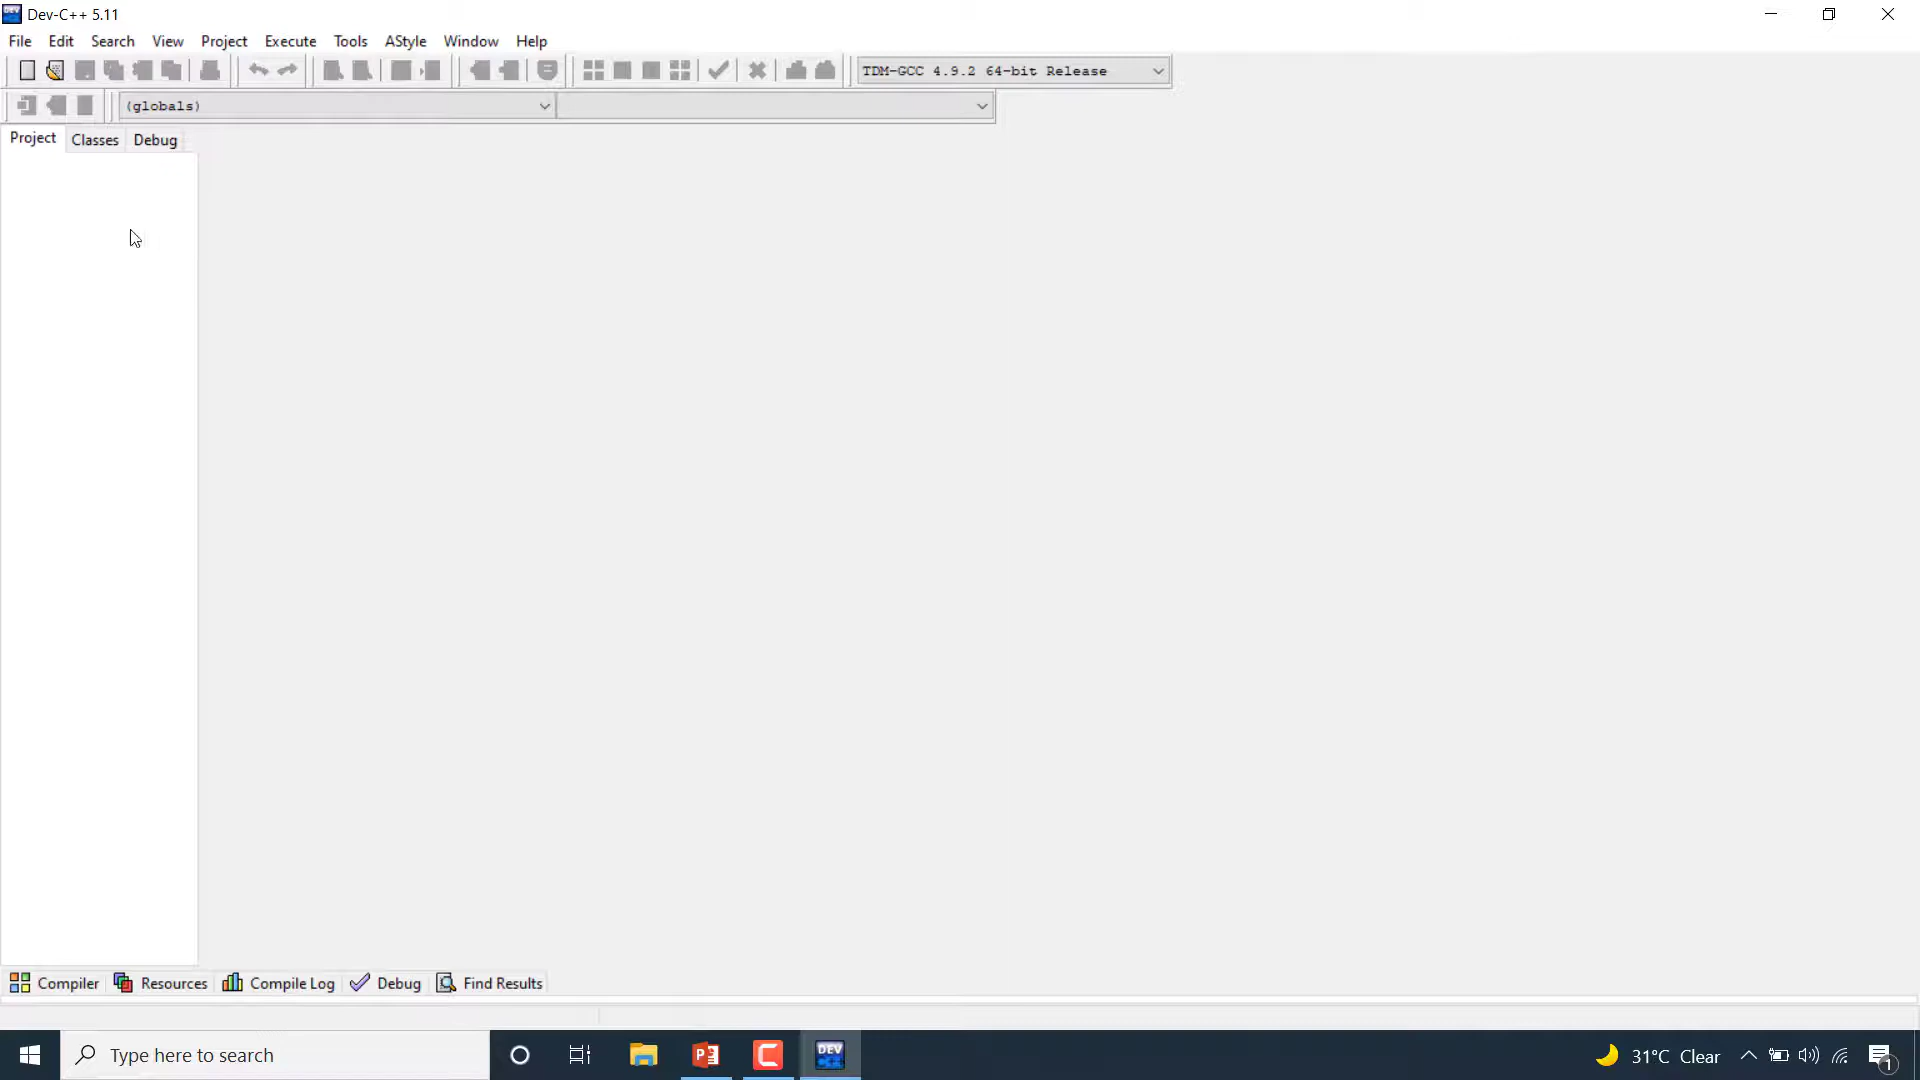 Dev-C++ 5.11
File Edit Search View Project Execute Tools AStyle Window Help
TDM-GCC 4.9.2 64-bit Release
(globals)
Project Classes Debug
Compiler Resources Compile Log Debug Find Results
Type here to search
DEV
31°C Clear
1